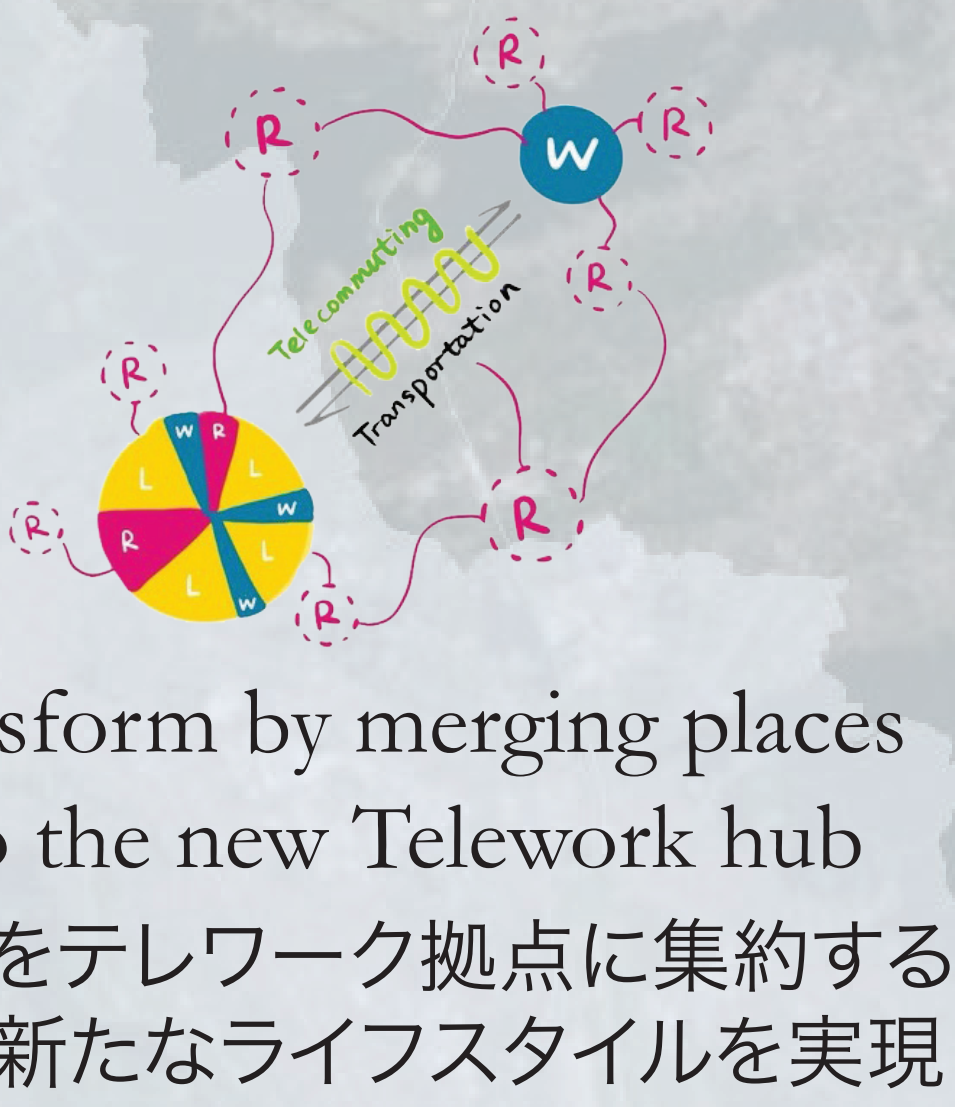 R
R
R
W
Telecommuting
R
Transportation
R
W
R
L
L
W
R
R
R
L
L
W
R
sform by merging places
the new Telework hub
をテレワーク拠点に集約する
新たなライフスタイルを実現